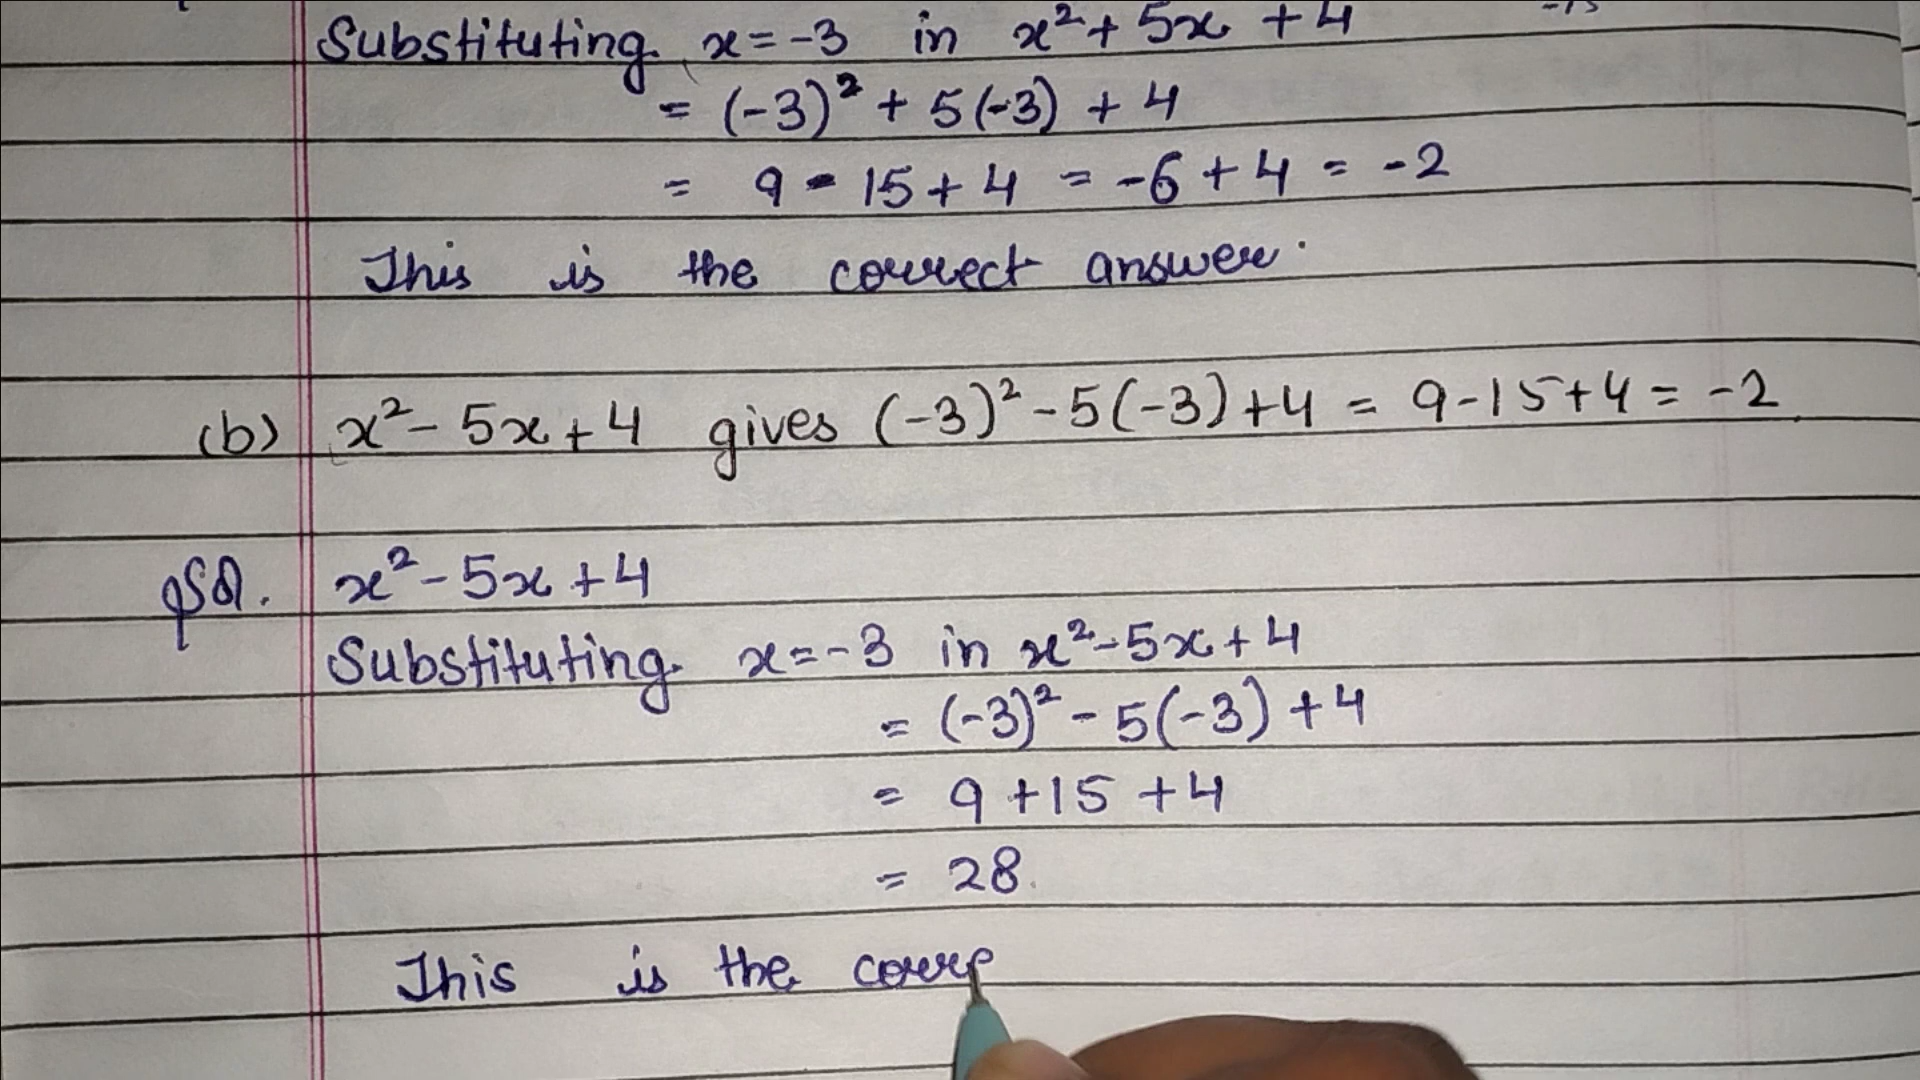 Substituting x=-3 in x²+5x+4
= (-3)²+5(-3)+4
= 9-15+4 = -6+4 = -2
This is the correct answer.
(b) x²-5x+4 gives (-3)²-5(-3)+4 = 9-15+4 = -2
x²-5x+4
Substituting x=-3 in x²-5x+4
= (-3)²-5(-3)+4
= 9+15+4
= 28.
This is the corre